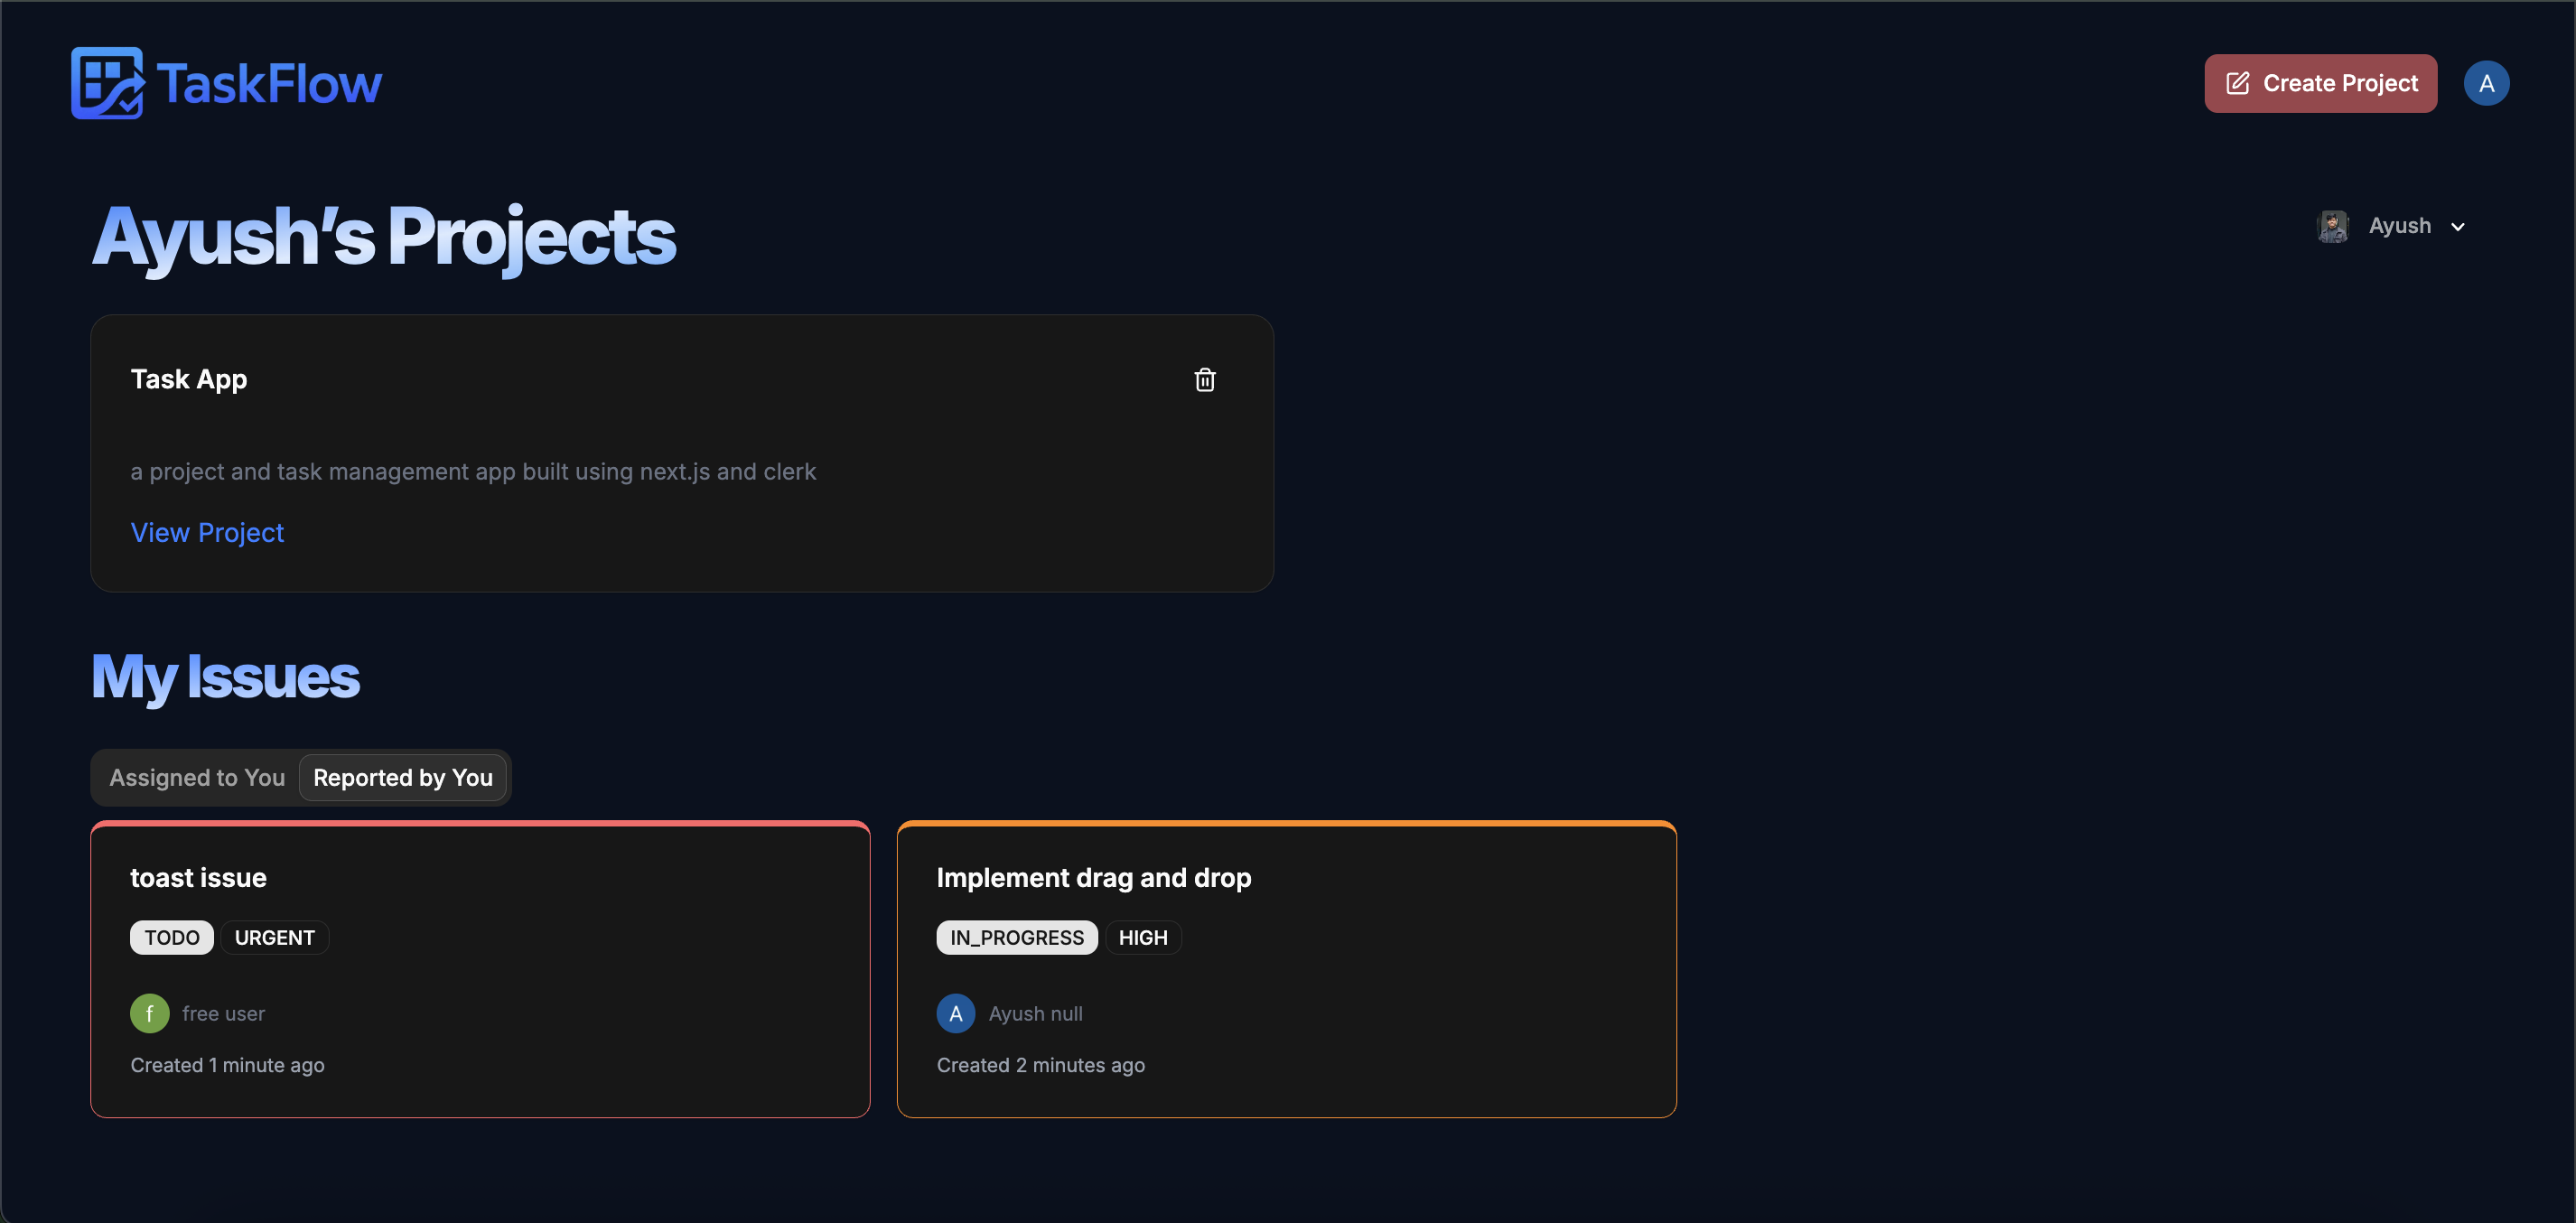 TaskFlow
Create Project
A
Ayush’s Projects
Ayush
Task App
a project and task management app built using next.js and clerk
View Project
My Issues
Assigned to You
Reported by You
toast issue
TODO
URGENT
f
free user
Created 1 minute ago
Implement drag and drop
IN_PROGRESS
HIGH
A
Ayush null
Created 2 minutes ago